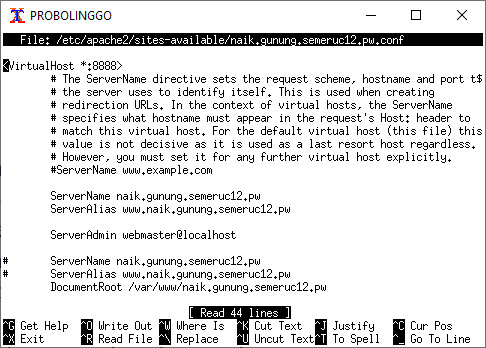 PROBOLINGGO
File: /etc/apache2/sites-available/naik.gunung.semeruc12.pw.conf
<VirtualHost *:8888>
# The ServerName directive sets the request scheme, hostname and port t$
# the server uses to identify itself. This is used when creating
# redirection URLs. In the context of virtual hosts, the ServerName
# specifies what hostname must appear in the request's Host: header to
# match this virtual host. For the default virtual host (this file) this
# value is not decisive as it is used as a last resort host regardless.
# However, you must set it for any further virtual host explicitly.
#ServerName www.example.com
ServerName naik.gunung.semeruc12.pw
ServerAlias www.naik.gunung.semeruc12.pw
ServerAdmin webmaster@localhost
# ServerName naik.gunung.semeruc12.pw
# ServerAlias www.naik.gunung.semeruc12.pw
DocumentRoot /var/www/naik.gunung.semeruc12.pw
[ Read 44 lines ]
^G Get Help ^O Write Out ^W Where Is ^K Cut Text ^J Justify ^C Cur Pos
^X Exit ^R Read File ^\ Replace ^U Uncut Text ^T To Spell ^_ Go To Line